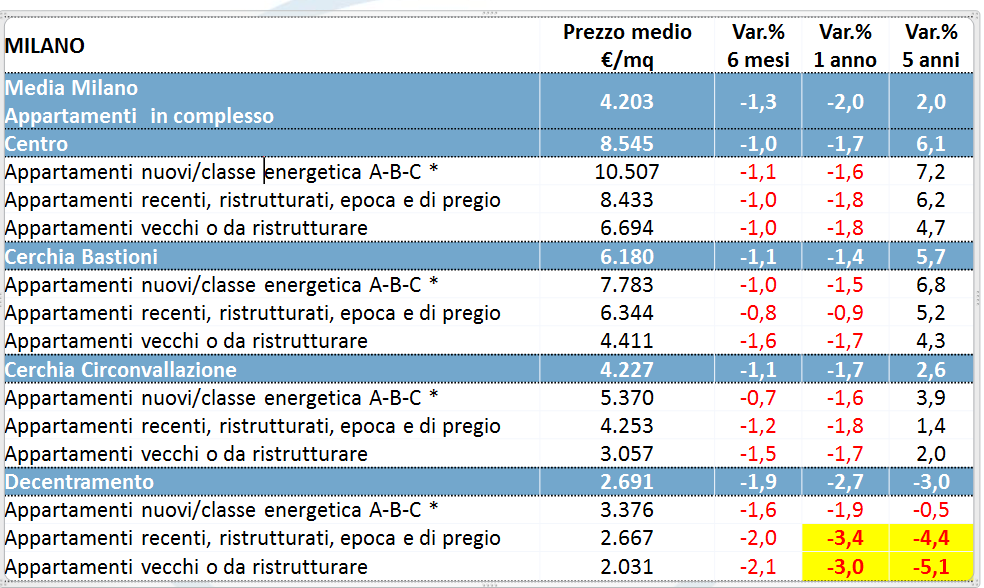 MILANO Prezzo medio €/mq Var.% 6 mesi Var.% 1 anno Var.% 5 anni
Media Milano
Appartamenti in complesso 4.203 -1,3 -2,0 2,0
Centro 8.545 -1,0 -1,7 6,1
Appartamenti nuovi/classe energetica A-B-C * 10.507 -1,1 -1,6 7,2
Appartamenti recenti, ristrutturati, epoca e di pregio 8.433 -1,0 -1,8 6,2
Appartamenti vecchi o da ristrutturare 6.694 -1,0 -1,8 4,7
Cerchia Bastioni 6.180 -1,1 -1,4 5,7
Appartamenti nuovi/classe energetica A-B-C * 7.783 -1,0 -1,5 6,8
Appartamenti recenti, ristrutturati, epoca e di pregio 6.344 -0,8 -0,9 5,2
Appartamenti vecchi o da ristrutturare 4.411 -1,6 -1,7 4,3
Cerchia Circonvallazione 4.227 -1,1 -1,7 2,6
Appartamenti nuovi/classe energetica A-B-C * 5.370 -0,7 -1,6 3,9
Appartamenti recenti, ristrutturati, epoca e di pregio 4.253 -1,2 -1,8 1,4
Appartamenti vecchi o da ristrutturare 3.057 -1,5 -1,7 2,0
Decentramento 2.691 -1,9 -2,7 -3,0
Appartamenti nuovi/classe energetica A-B-C * 3.376 -1,6 -1,9 -0,5
Appartamenti recenti, ristrutturati, epoca e di pregio 2.667 -2,0 -3,4 -4,4
Appartamenti vecchi o da ristrutturare 2.031 -2,1 -3,0 -5,1